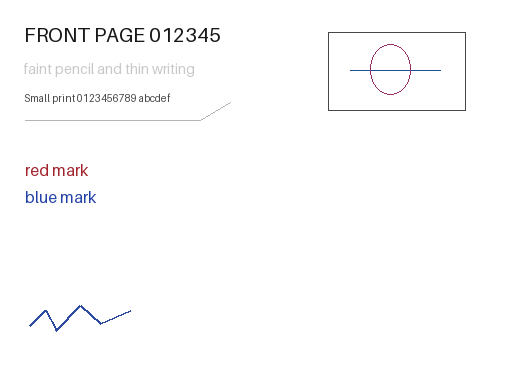 FRONT PAGE 012345
faint pencil and thin writing
Small print 0123456789 abcdef
red mark
blue mark